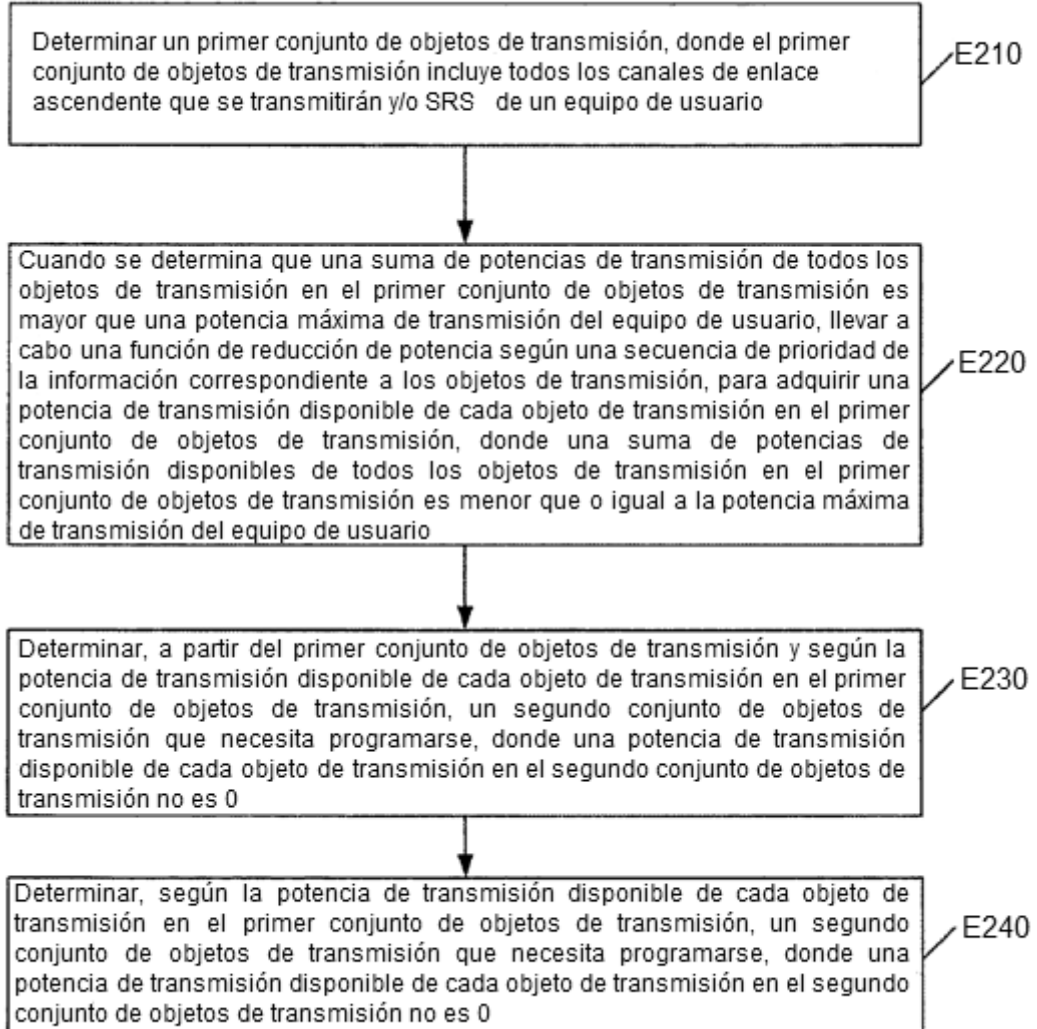 Determinar un primer conjunto de objetos de transmisión, donde el primer
conjunto de objetos de transmisión incluye todos los canales de enlace
ascendente que se transmitirán y/o SRS de un equipo de usuario
E210
Cuando se determina que una suma de potencias de transmisión de todos los
objetos de transmisión en el primer conjunto de objetos de transmisión es
mayor que una potencia máxima de transmisión del equipo de usuario, llevar a
cabo una función de reducción de potencia según una secuencia de prioridad de
la información correspondiente a los objetos de transmisión, para adquirir una
potencia de transmisión disponible de cada objeto de transmisión en el primer
conjunto de objetos de transmisión, donde una suma de potencias de
transmisión disponibles de todos los objetos de transmisión en el primer
conjunto de objetos de transmisión es menor que o igual a la potencia máxima
de transmisión del equipo de usuario
E220
Determinar, a partir del primer conjunto de objetos de transmisión y según la
potencia de transmisión disponible de cada objeto de transmisión en el primer
conjunto de objetos de transmisión, un segundo conjunto de objetos de
transmisión que necesita programarse, donde una potencia de transmisión
disponible de cada objeto de transmisión en el segundo conjunto de objetos de
transmisión no es 0
E230
Determinar, según la potencia de transmisión disponible de cada objeto de
transmisión en el primer conjunto de objetos de transmisión, un segundo
conjunto de objetos de transmisión que necesita programarse, donde una
potencia de transmisión disponible de cada objeto de transmisión en el segundo
conjunto de objetos de transmisión no es 0
E240